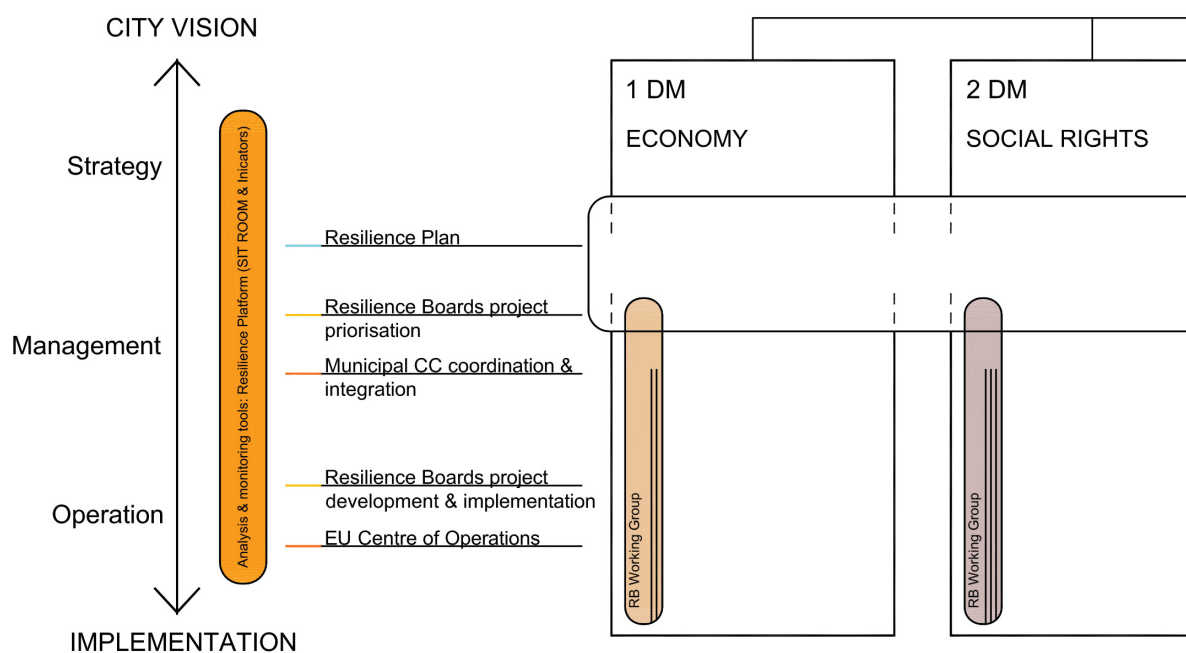 CITY VISION
Strategy
Management
Operation
IMPLEMENTATION
Analysis & monitoring tools: Resilience Platform (SIT ROOM & Inicators)
Resilience Plan
Resilience Boards project
priorisation
Municipal CC coordination &
integration
Resilience Boards project
development & implementation
EU Centre of Operations
1 DM
ECONOMY
RB Working Group
2 DM
SOCIAL RIGHTS
RB Working Group